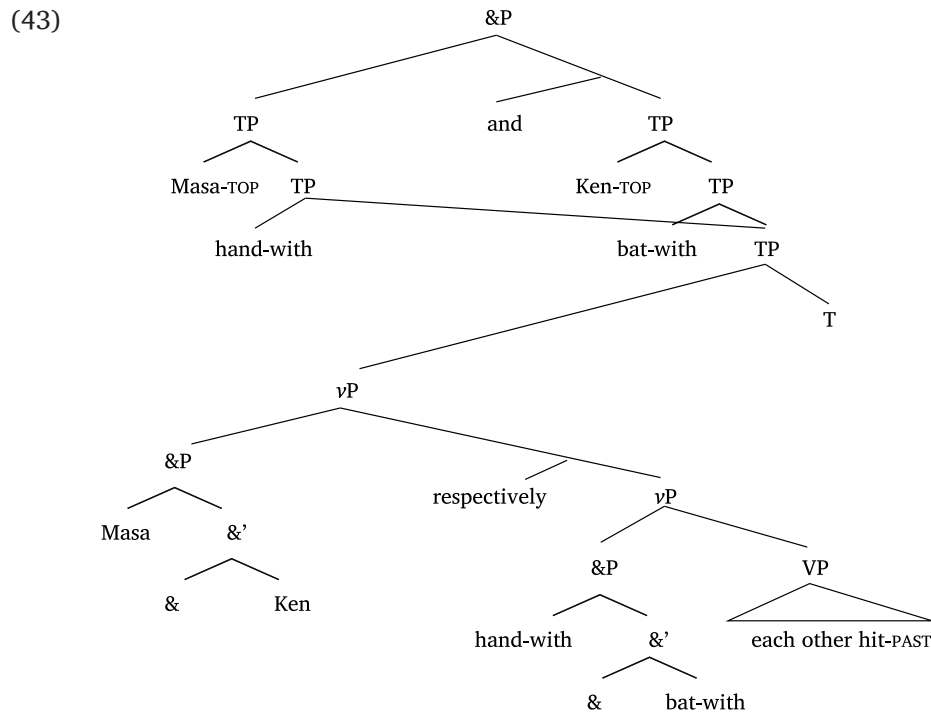 (43)
&P
TP and TP
Masa-TOP TP Ken-TOP TP
hand-with bat-with TP
T
vP
&P
respectively vP
Masa &’
&P VP
& Ken
hand-with &’ each other hit-PAST
& bat-with